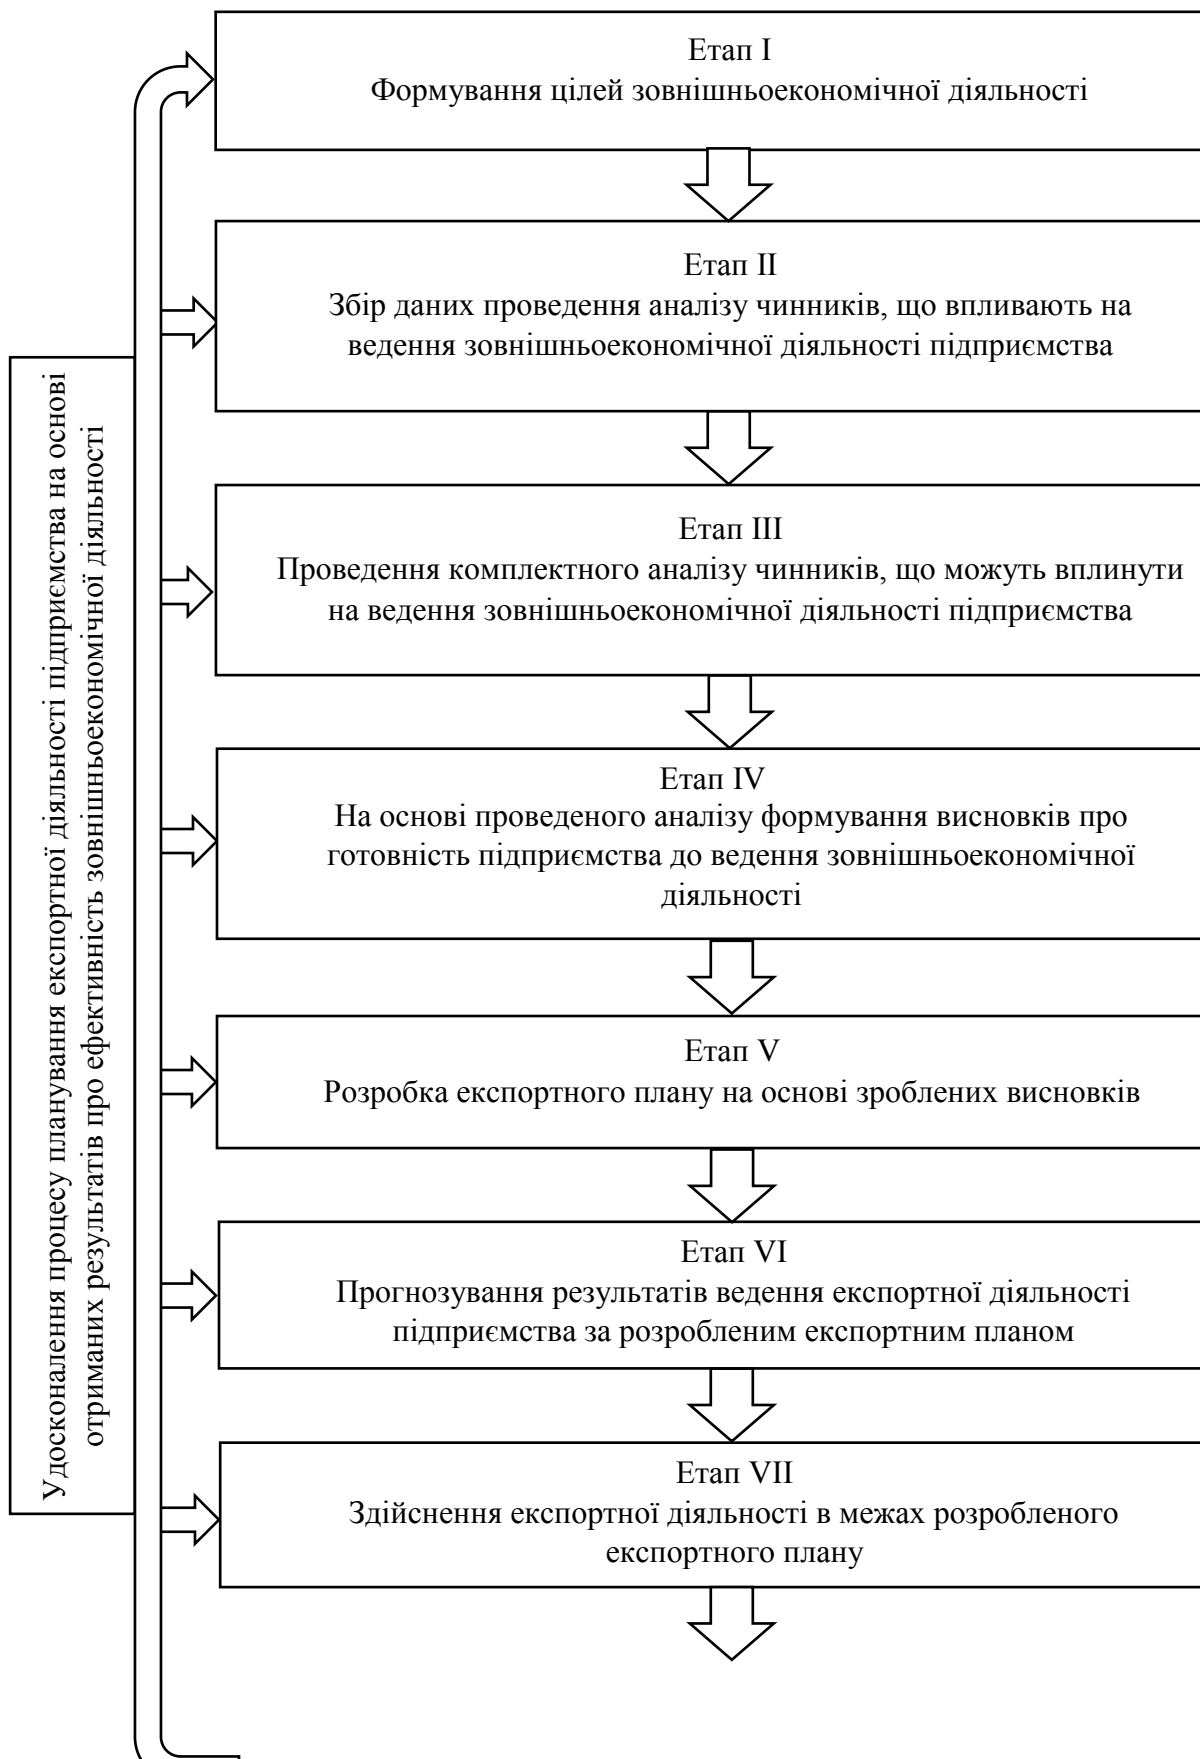 Етап I
Формування цілей зовнішньоекономічної діяльності
Етап II
Збір даних проведення аналізу чинників, що впливають на
ведення зовнішньоекономічної діяльності підприємства
Етап III
Проведення комплектного аналізу чинників, що можуть вплинути
на ведення зовнішньоекономічної діяльності підприємства
Етап IV
На основі проведеного аналізу формування висновків про
готовність підприємства до ведення зовнішньоекономічної
діяльності
Етап V
Розробка експортного плану на основі зроблених висновків
Етап VI
Прогнозування результатів ведення експортної діяльності
підприємства за розробленим експортним планом
Етап VII
Здійснення експортної діяльності в межах розробленого
експортного плану
Удосконалення процесу планування експортної діяльності підприємства на основі
отриманих результатів про ефективність зовнішньоекономічної діяльності